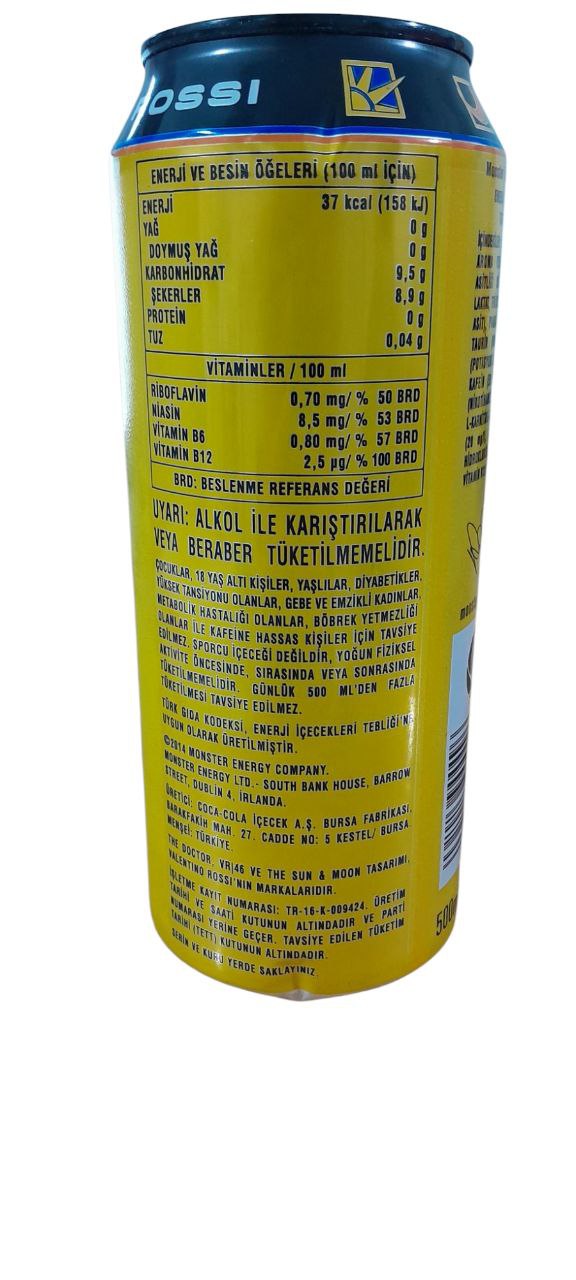 OSSI
ENERJİ VE BESİN ÖĞELERİ (100 ml İÇİN)
ENERJİ 37 kcal (158 kJ)
YAĞ 0 g
DOYMUŞ YAĞ 0 g
KARBONHİDRAT 9,5 g
ŞEKERLER 8,9 g
PROTEİN 0 g
TUZ 0,04 g
VİTAMİNLER / 100 ml
RİBOFLAVİN 0,70 mg/ % 50 BRD
NİASİN 8,5 mg/ % 53 BRD
VİTAMİN B6 0,80 mg/ % 57 BRD
VİTAMİN B12 2,5 µg/ % 100 BRD
BRD: BESLENME REFERANS DEĞERİ
UYARI: ALKOL İLE KARIŞTIRILARAK
VEYA BERABER TÜKETİLMEMELİDİR.
ÇOCUKLAR, 18 YAŞ ALTI KİŞİLER, YAŞLILAR, DİYABETİKLER,
YÜKSEK TANSİYONU OLANLAR, GEBE VE EMZİKLİ KADINLAR,
METABOLİK HASTALIĞI OLANLAR, BÖBREK YETMEZLİĞİ
OLANLAR İLE KAFEİNE HASSAS KİŞİLER İÇİN TAVSİYE
EDİLMEZ. SPORCU İÇECEĞİ DEĞİLDİR, YOĞUN FİZİKSEL
AKTİVİTE ÖNCESİNDE, SIRASINDA VEYA SONRASINDA
TÜKETİLMEMELİDİR. GÜNLÜK 500 ML'DEN FAZLA
TÜKETİLMESİ TAVSİYE EDİLMEZ.
TÜRK GIDA KODEKSİ, ENERJİ İÇECEKLERİ TEBLİĞİ'NE
UYGUN OLARAK ÜRETİLMİŞTİR.
©2014 MONSTER ENERGY COMPANY.
MONSTER ENERGY LTD.- SOUTH BANK HOUSE, BARROW
STREET, DUBLİN 4, İRLANDA.
ÜRETİCİ: COCA-COLA İÇECEK A.Ş. BURSA FABRİKASI,
BARAKFAKİH MAH. 27. CADDE NO: 5 KESTEL/ BURSA.
MENŞEİ: TÜRKİYE.
THE DOCTOR, VR|46 VE THE SUN & MOON TASARIMI,
VALENTINO ROSSI'NIN MARKALARIDIR.
İŞLETME KAYIT NUMARASI: TR-16-K-009424. ÜRETİM
TARİHİ VE SAATİ KUTUNUN ALTINDADIR VE PARTİ
NUMARASI YERİNE GEÇER. TAVSİYE EDİLEN TÜKETİM
TARİHİ (TETT) KUTUNUN ALTINDADIR.
SERİN VE KURU YERDE SAKLAYINIZ.
500